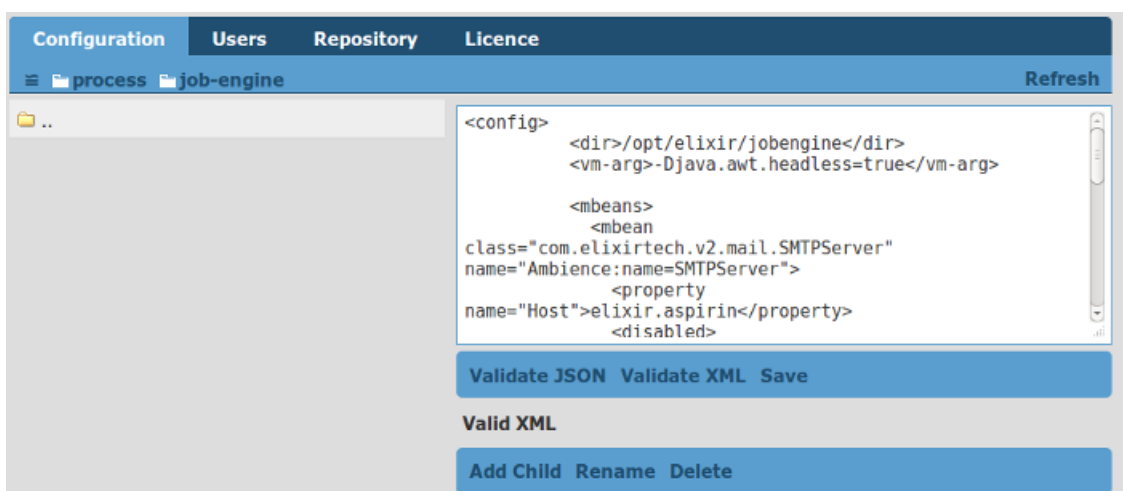 Configuration Users Repository Licence
process job-engine Refresh
..
<config>
<dir>/opt/elixir/jobengine</dir>
<vm-arg>-Djava.awt.headless=true</vm-arg>
<mbeans>
<mbean
class="com.elixirtech.v2.mail.SMTPServer"
name="Ambience:name=SMTPServer">
<property
name="Host">elixir.aspirin</property>
<disabled>
Validate JSON Validate XML Save
Valid XML
Add Child Rename Delete